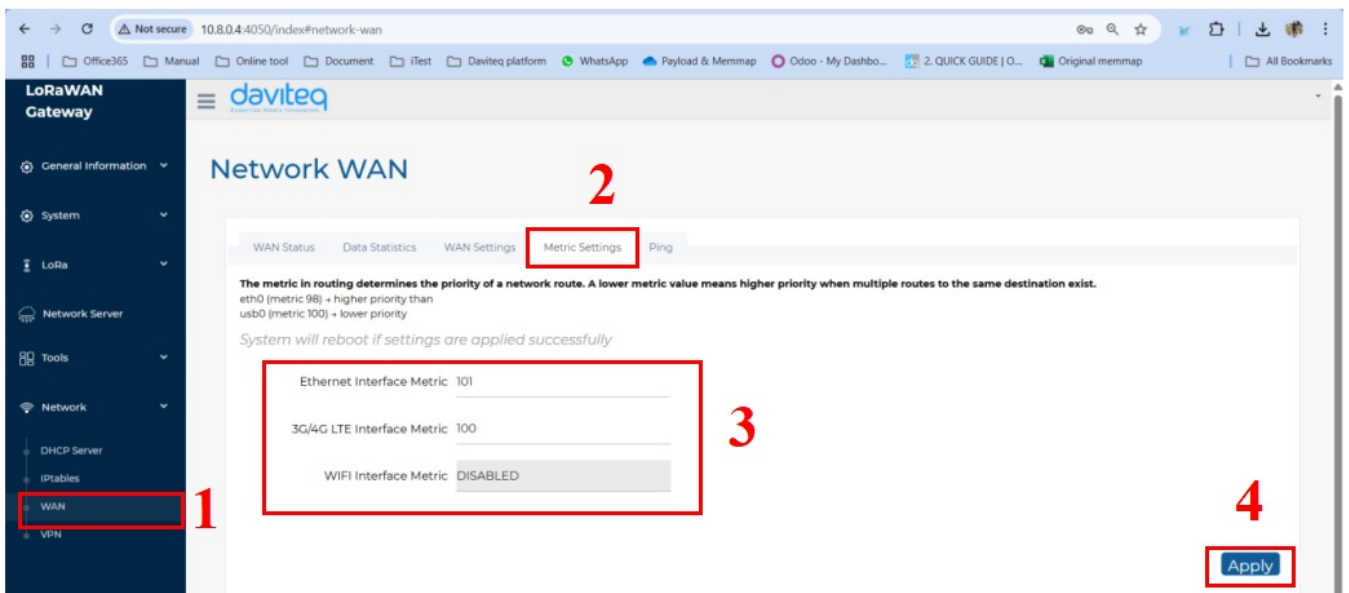 Not secure 10.8.0.4:4050/index#network-wan
Office365 Manual Online tool Document iTest Daviteq platform WhatsApp Payload & Memmap Odoo - My Dashbo... 2. QUICK GUIDE | O... Original memmap All Bookmarks
LoRaWAN
Gateway
daviteq
General Information
System
LoRa
Network Server
Tools
Network
DHCP Server
IPtables
WAN
1
VPN
Network WAN
2
WAN Status Data Statistics WAN Settings Metric Settings Ping
The metric in routing determines the priority of a network route. A lower metric value means higher priority when multiple routes to the same destination exist.
eth0 (metric 98) → higher priority than
usb0 (metric 100) → lower priority
System will reboot if settings are applied successfully
Ethernet Interface Metric 101
3G/4G LTE Interface Metric 100
WIFI Interface Metric DISABLED
3
4
Apply